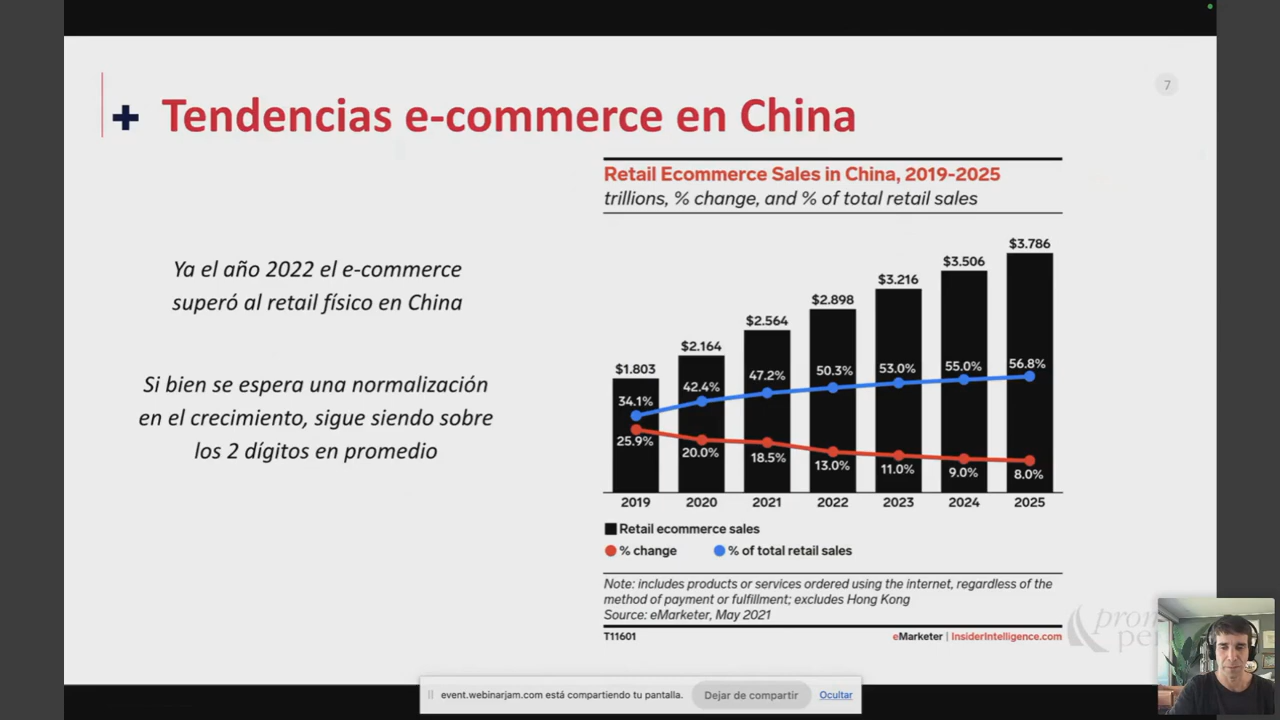 7
+ Tendencias e-commerce en China
Ya el año 2022 el e-commerce
superó al retail físico en China
Si bien se espera una normalización
en el crecimiento, sigue siendo sobre
los 2 dígitos en promedio
Retail Ecommerce Sales in China, 2019-2025
trillions, % change, and % of total retail sales
$1.803 $2.164 $2.564 $2.898 $3.216 $3.506 $3.786
34.1% 42.4% 47.2% 50.3% 53.0% 55.0% 56.8%
25.9% 20.0% 18.5% 13.0% 11.0% 9.0% 8.0%
2019 2020 2021 2022 2023 2024 2025
Retail ecommerce sales
% change % of total retail sales
Note: includes products or services ordered using the internet, regardless of the
method of payment or fulfillment; excludes Hong Kong
Source: eMarketer, May 2021
T11601 eMarketer | InsiderIntelligence.com
event.webinarjam.com está compartiendo tu pantalla. Dejar de compartir Ocultar